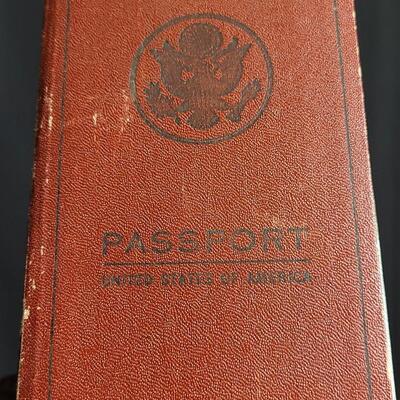 PASSPORT
UNITED STATES OF AMERICA